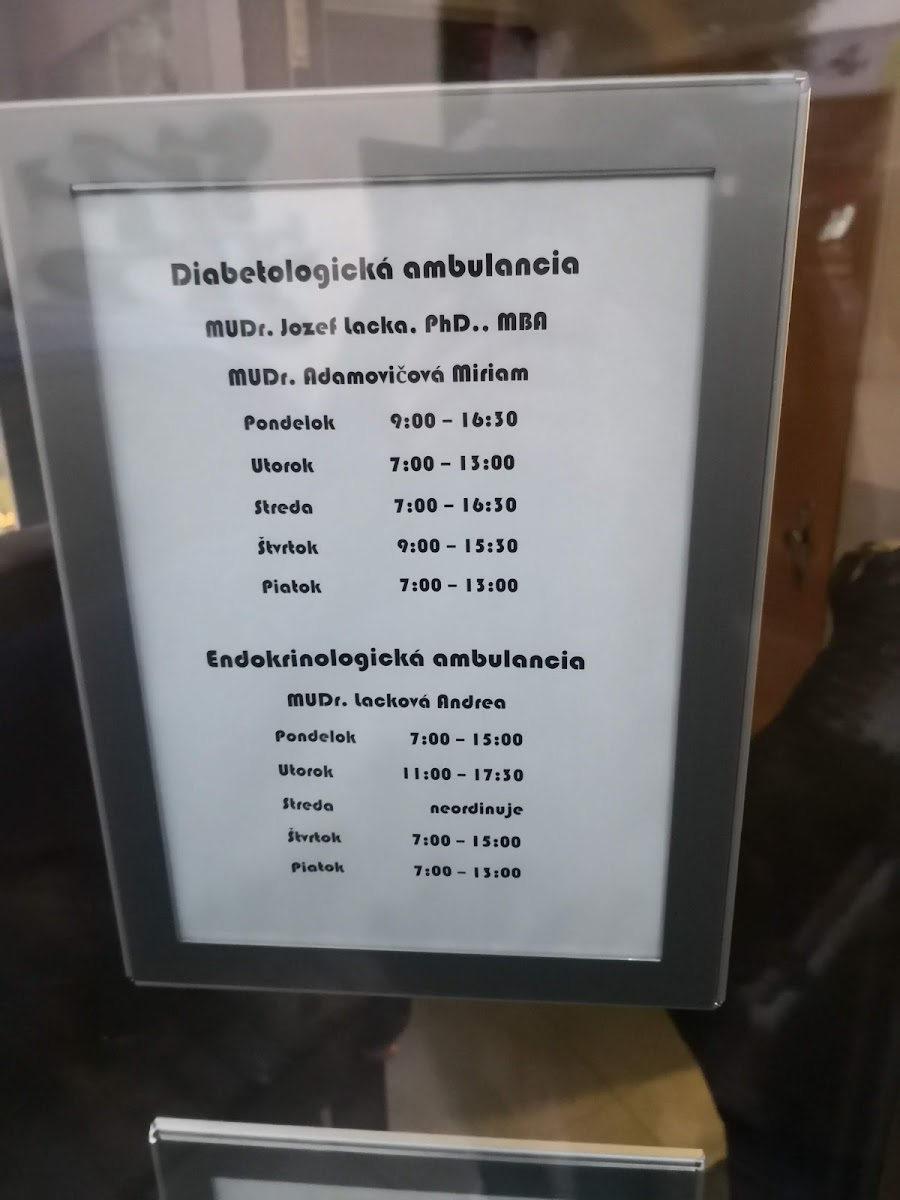 Diabetologická ambulancia
MUDr. Jozef Lacka. PhD., MBA
MUDr. Adamovičová Miriam
Pondelok 9:00 – 16:30
Utorok 7:00 – 13:00
Streda 7:00 – 16:30
Štvrtok 9:00 – 15:30
Piatok 7:00 – 13:00
Endokrinologická ambulancia
MUDr. Lacková Andrea
Pondelok 7:00 – 15:00
Utorok 11:00 – 17:30
Streda neordinuje
Štvrtok 7:00 – 15:00
Piatok 7:00 – 13:00